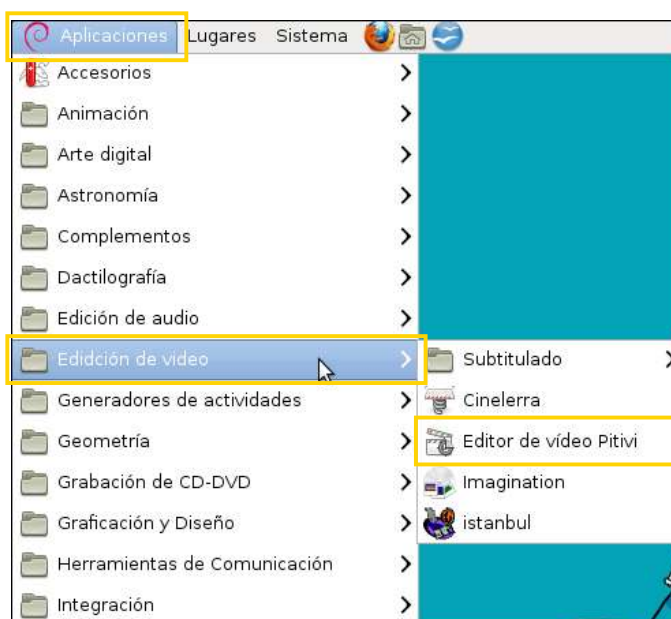 Aplicaciones Lugares Sistema
Accesorios
Animación
Arte digital
Astronomía
Complementos
Dactilografía
Edición de audio
Edidción de video
Subtitulado
Generadores de actividades
Cinelerra
Geometría
Editor de vídeo Pitivi
Grabación de CD-DVD
Imagination
Graficación y Diseño
istanbul
Herramientas de Comunicación
Integración